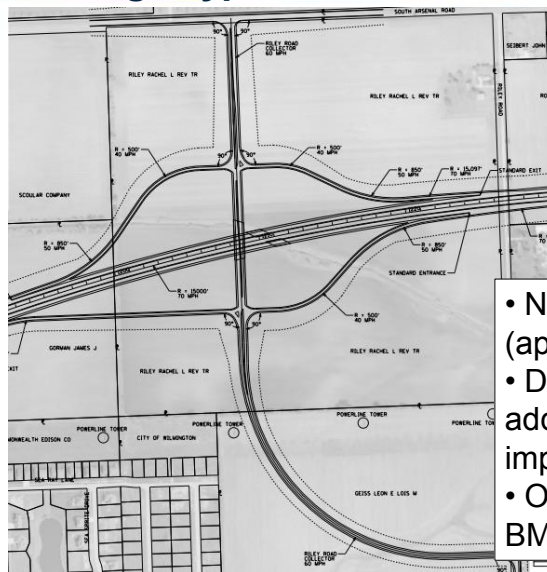 SOUTH ARSENAL ROAD
90°
90°
RILEY ROAD
COLLECTOR
60 MPH
SEIBERT JOHN
RILEY RACHEL L REV TR
RILEY RACHEL L REV TR
RILEY ROAD
R = 500'
40 MPH
90°
90°
R = 500'
40 MPH
R = 850'
50 MPH
R = 15,097'
70 MPH
STANDARD EXIT
SCOULAR COMPANY
R = 850'
50 MPH
R = 15000'
70 MPH
R = 850'
50 MPH
STANDARD ENTRANCE
90°
90°
R = 500'
40 MPH
GORMAN JAMES J
RILEY RACHEL L REV TR
RILEY RACHEL L REV TR
POWERLINE TOWER
POWERLINE TOWER
POWERLINE TOWER
CITY OF WILMINGTON
GEISS LEON E LOIS M
RILEY ROAD
COLLECTOR
60 MPH
90°
• N
(ap
• D
add
imp
• O
BM